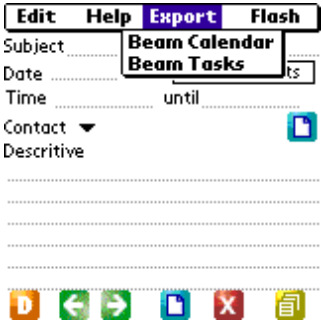 Edit Help Export Flash
Beam Calendar
Beam Tasks
Subject
Date ts
Time until
Contact
Descritive
D X